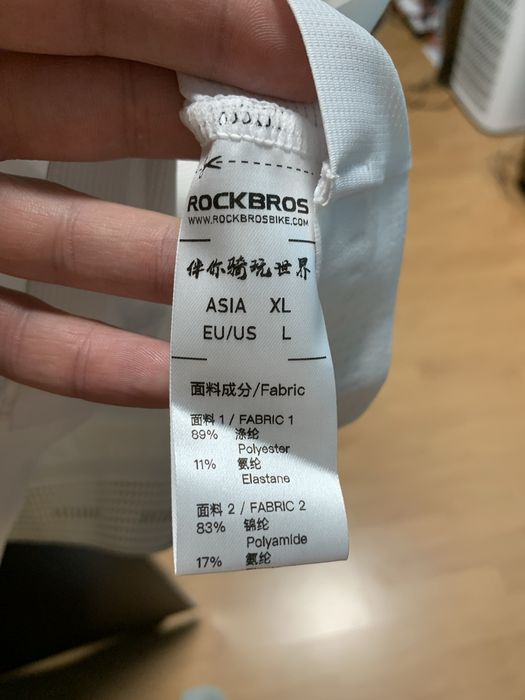 ROCKBROS
WWW.ROCKBROSBIKE.COM
伴你骑玩世界
ASIA XL
EU/US L
面料成分/Fabric
面料 1 / FABRIC 1
89% 涤纶
Polyester
11% 氨纶
Elastane
面料 2 / FABRIC 2
83% 锦纶
Polyamide
17% 氨纶